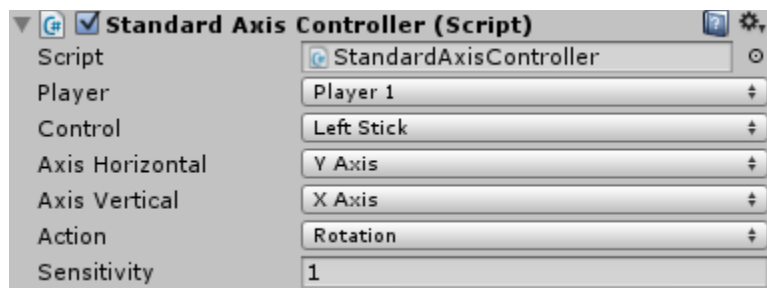 Standard Axis Controller (Script)
Script StandardAxisController
Player Player 1
Control Left Stick
Axis Horizontal Y Axis
Axis Vertical X Axis
Action Rotation
Sensitivity 1